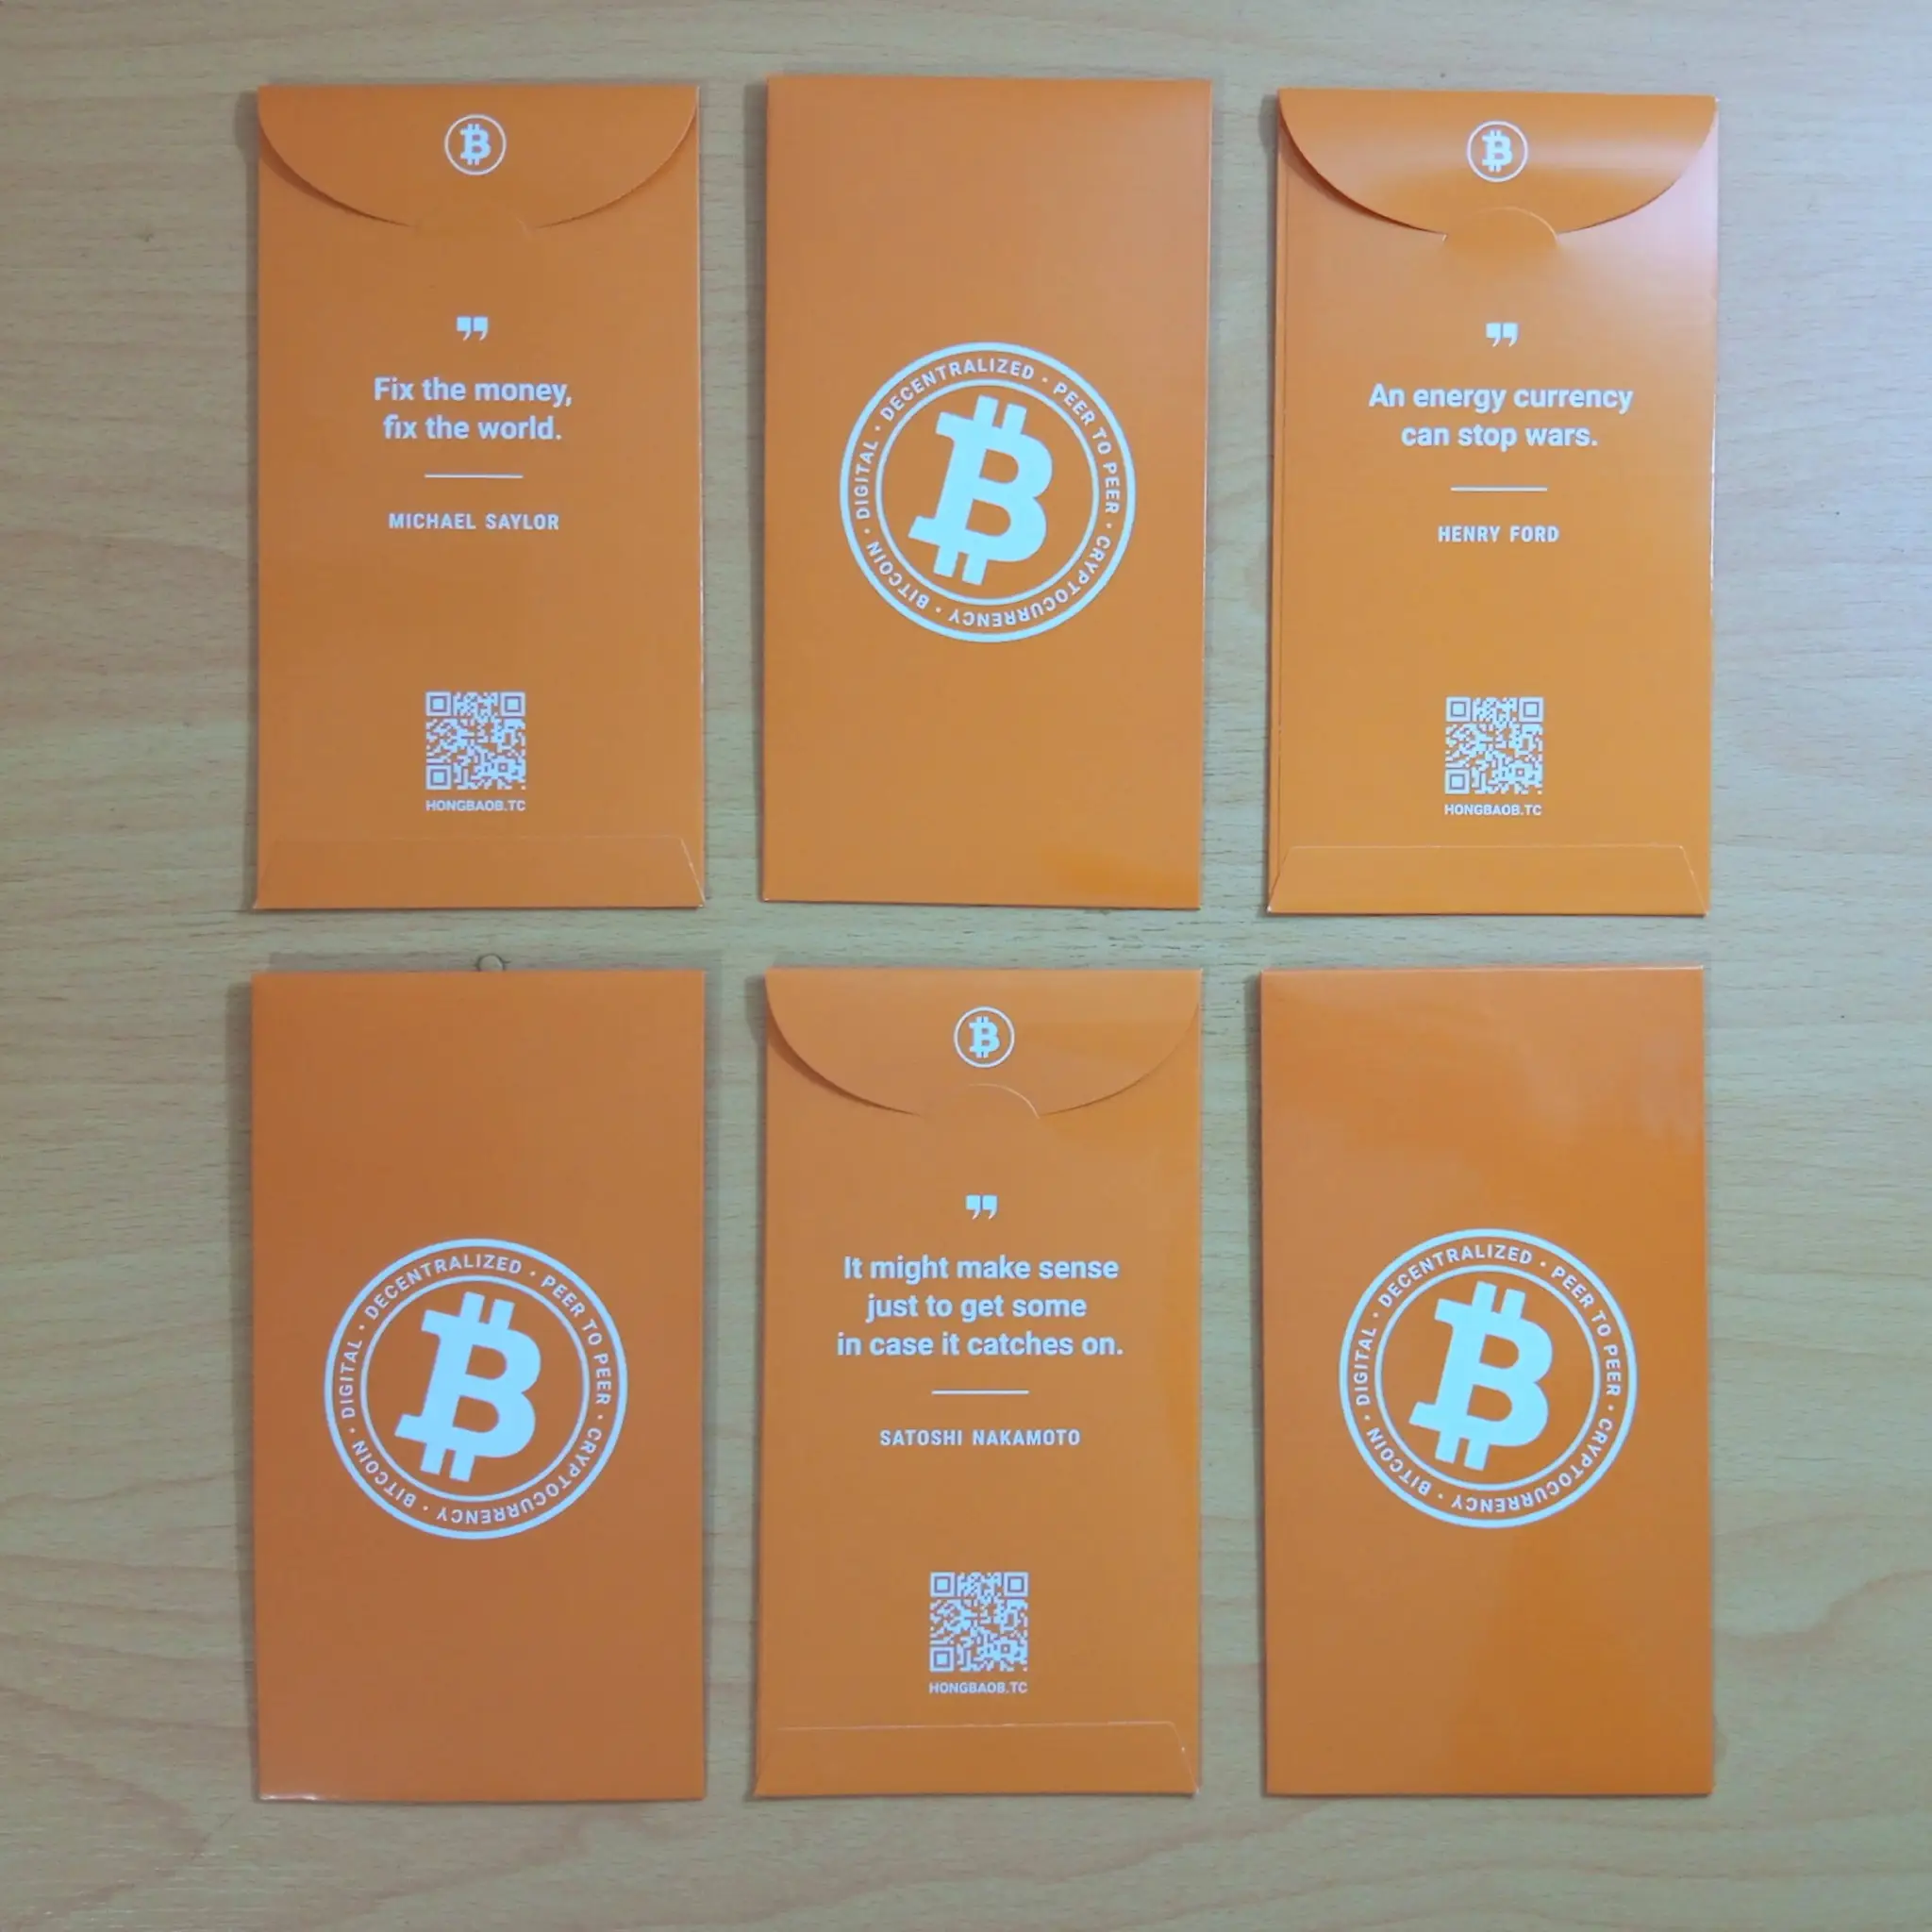 ”
Fix the money,
fix the world.
MICHAEL SAYLOR
HONGBAOB.TC
BITCOIN • DIGITAL • DECENTRALIZED • PEER TO PEER • CRYPTOCURRENCY •
”
An energy currency
can stop wars.
HENRY FORD
HONGBAOB.TC
BITCOIN • DIGITAL • DECENTRALIZED • PEER TO PEER • CRYPTOCURRENCY •
”
It might make sense
just to get some
in case it catches on.
SATOSHI NAKAMOTO
HONGBAOB.TC
BITCOIN • DIGITAL • DECENTRALIZED • PEER TO PEER • CRYPTOCURRENCY •